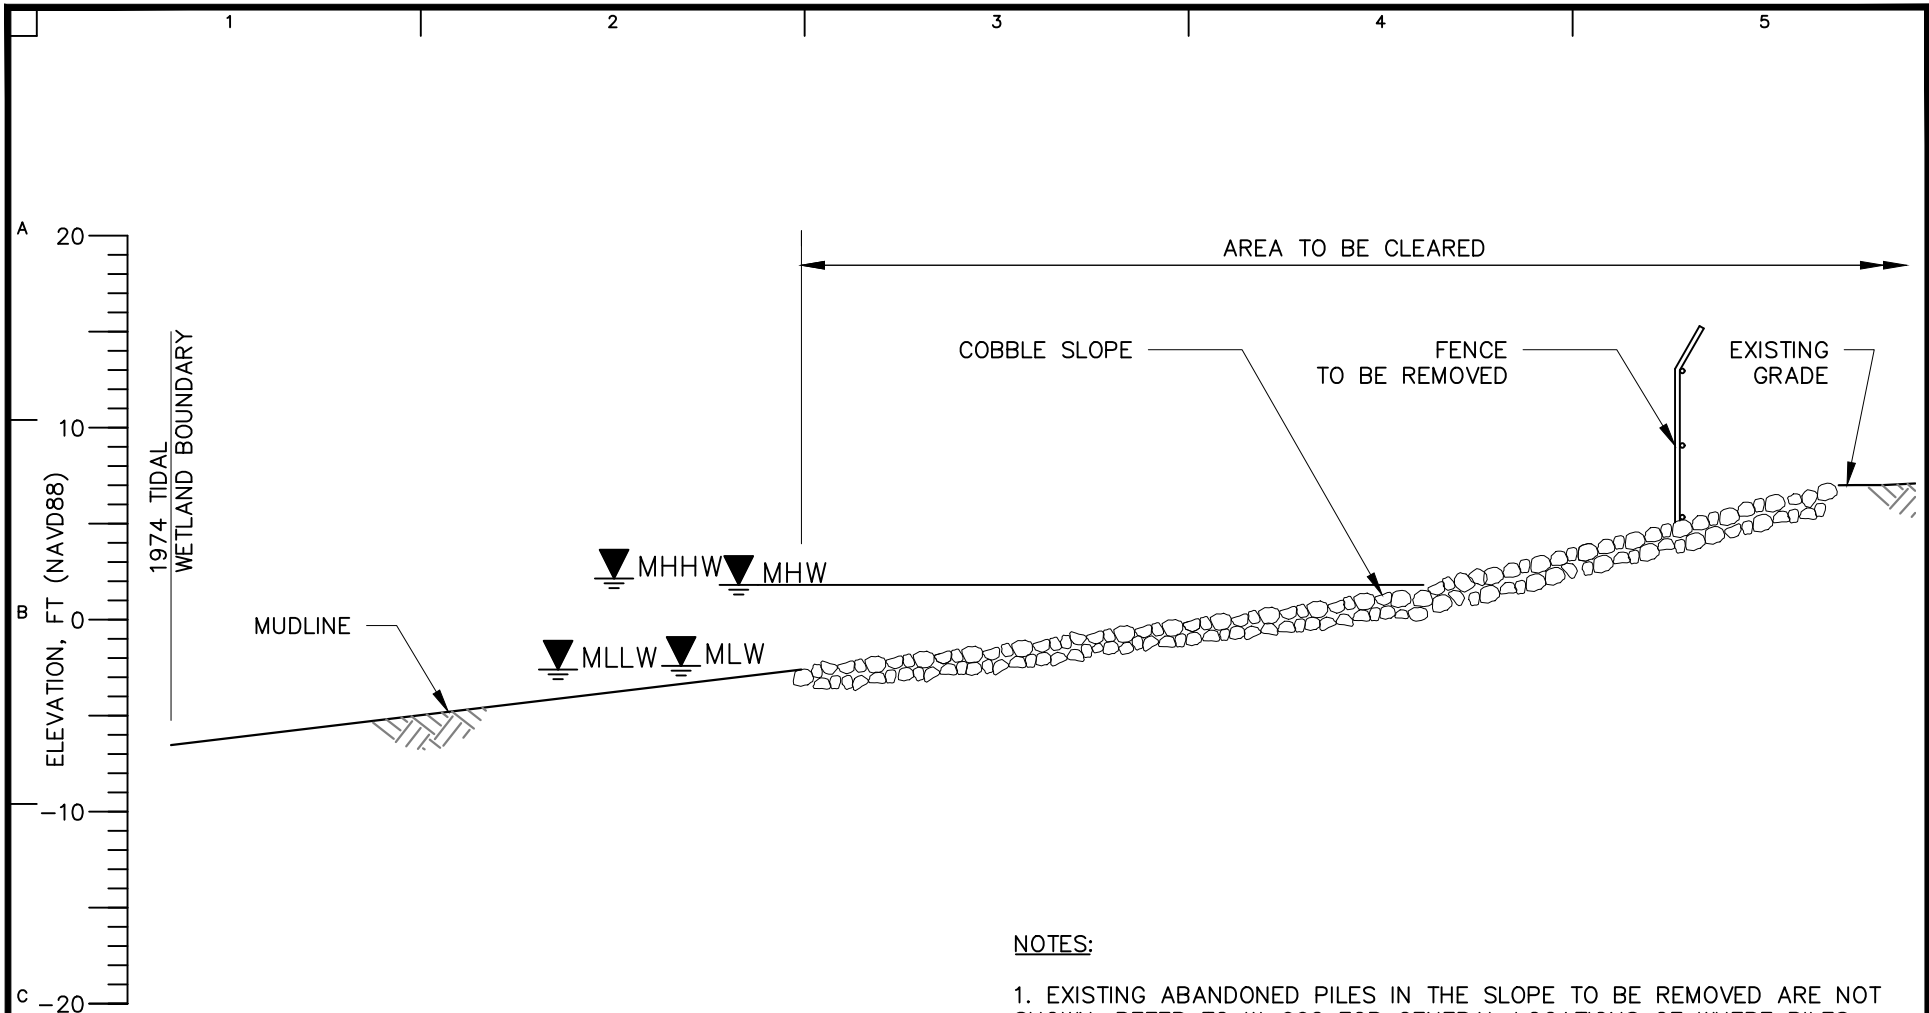 1
2
3
4
5
A
20
AREA TO BE CLEARED
1974 TIDAL
WETLAND BOUNDARY
COBBLE SLOPE
FENCE
TO BE REMOVED
EXISTING
GRADE
10
ELEVATION, FT (NAVD88)
MHHW
MHW
B
0
MUDLINE
MLLW
MLW
-10
NOTES:
C
-20
1. EXISTING ABANDONED PILES IN THE SLOPE TO BE REMOVED ARE NOT